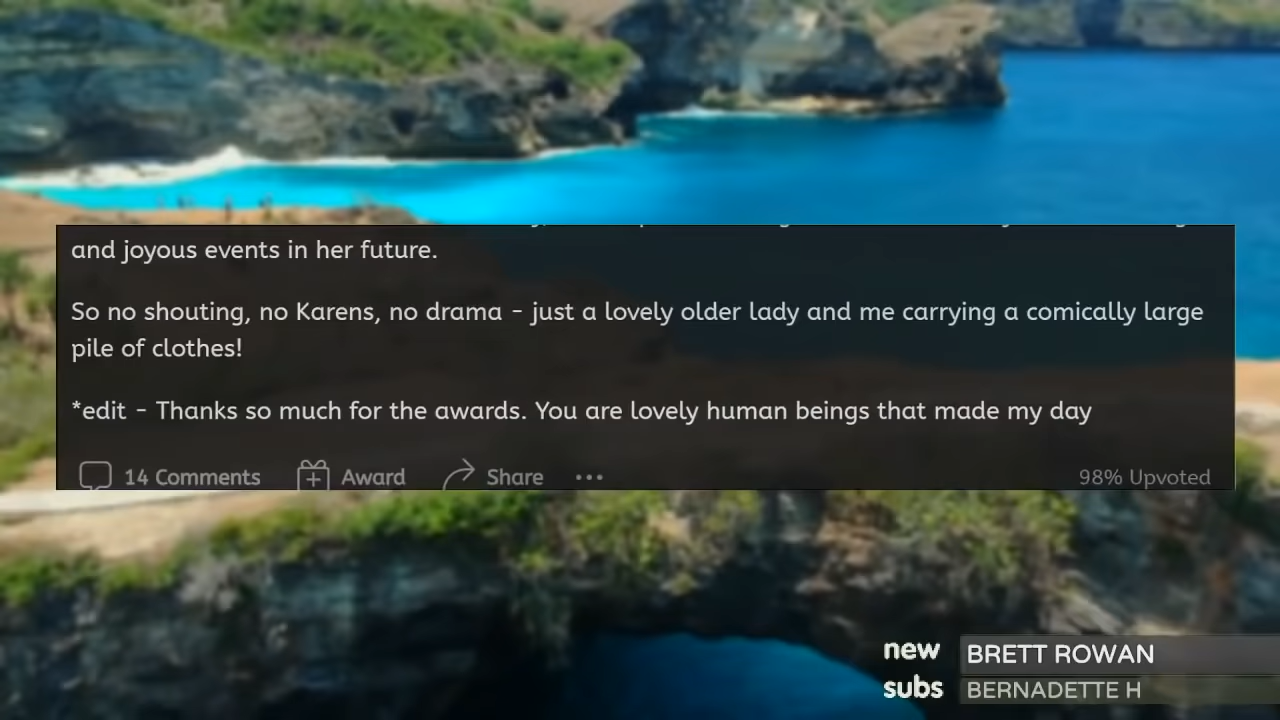 and joyous events in her future.
So no shouting, no Karens, no drama - just a lovely older lady and me carrying a comically large
pile of clothes!
*edit - Thanks so much for the awards. You are lovely human beings that made my day
14 Comments Award Share ••• 98% Upvoted
new BRETT ROWAN
subs BERNADETTE H